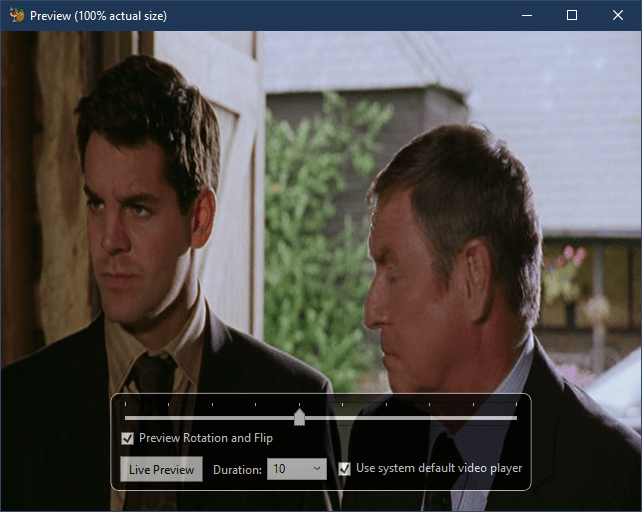 Preview (100% actual size)
Preview Rotation and Flip
Live Preview Duration: 10 Use system default video player